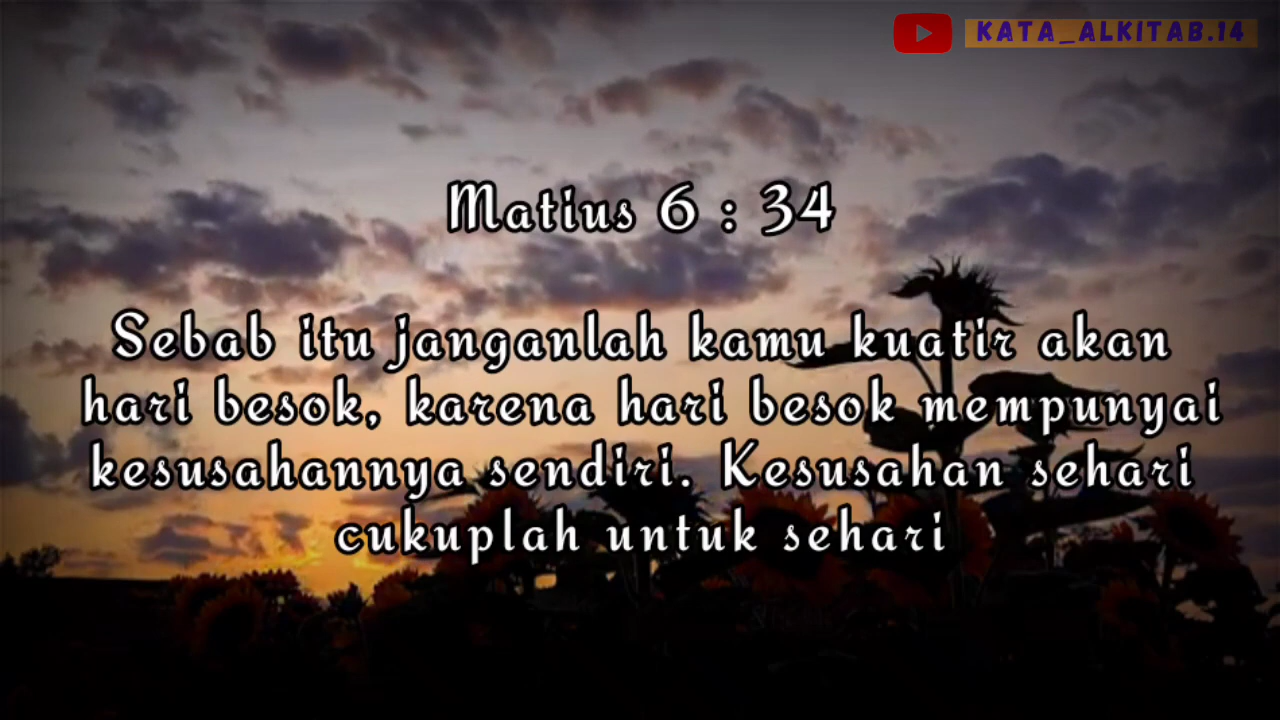 KATA_ALKITAB.14
Matius 6 : 34
Sebab itu janganlah kamu kuatir akan
hari besok, karena hari besok mempunyai
kesusahannya sendiri. Kesusahan sehari
cukuplah untuk sehari